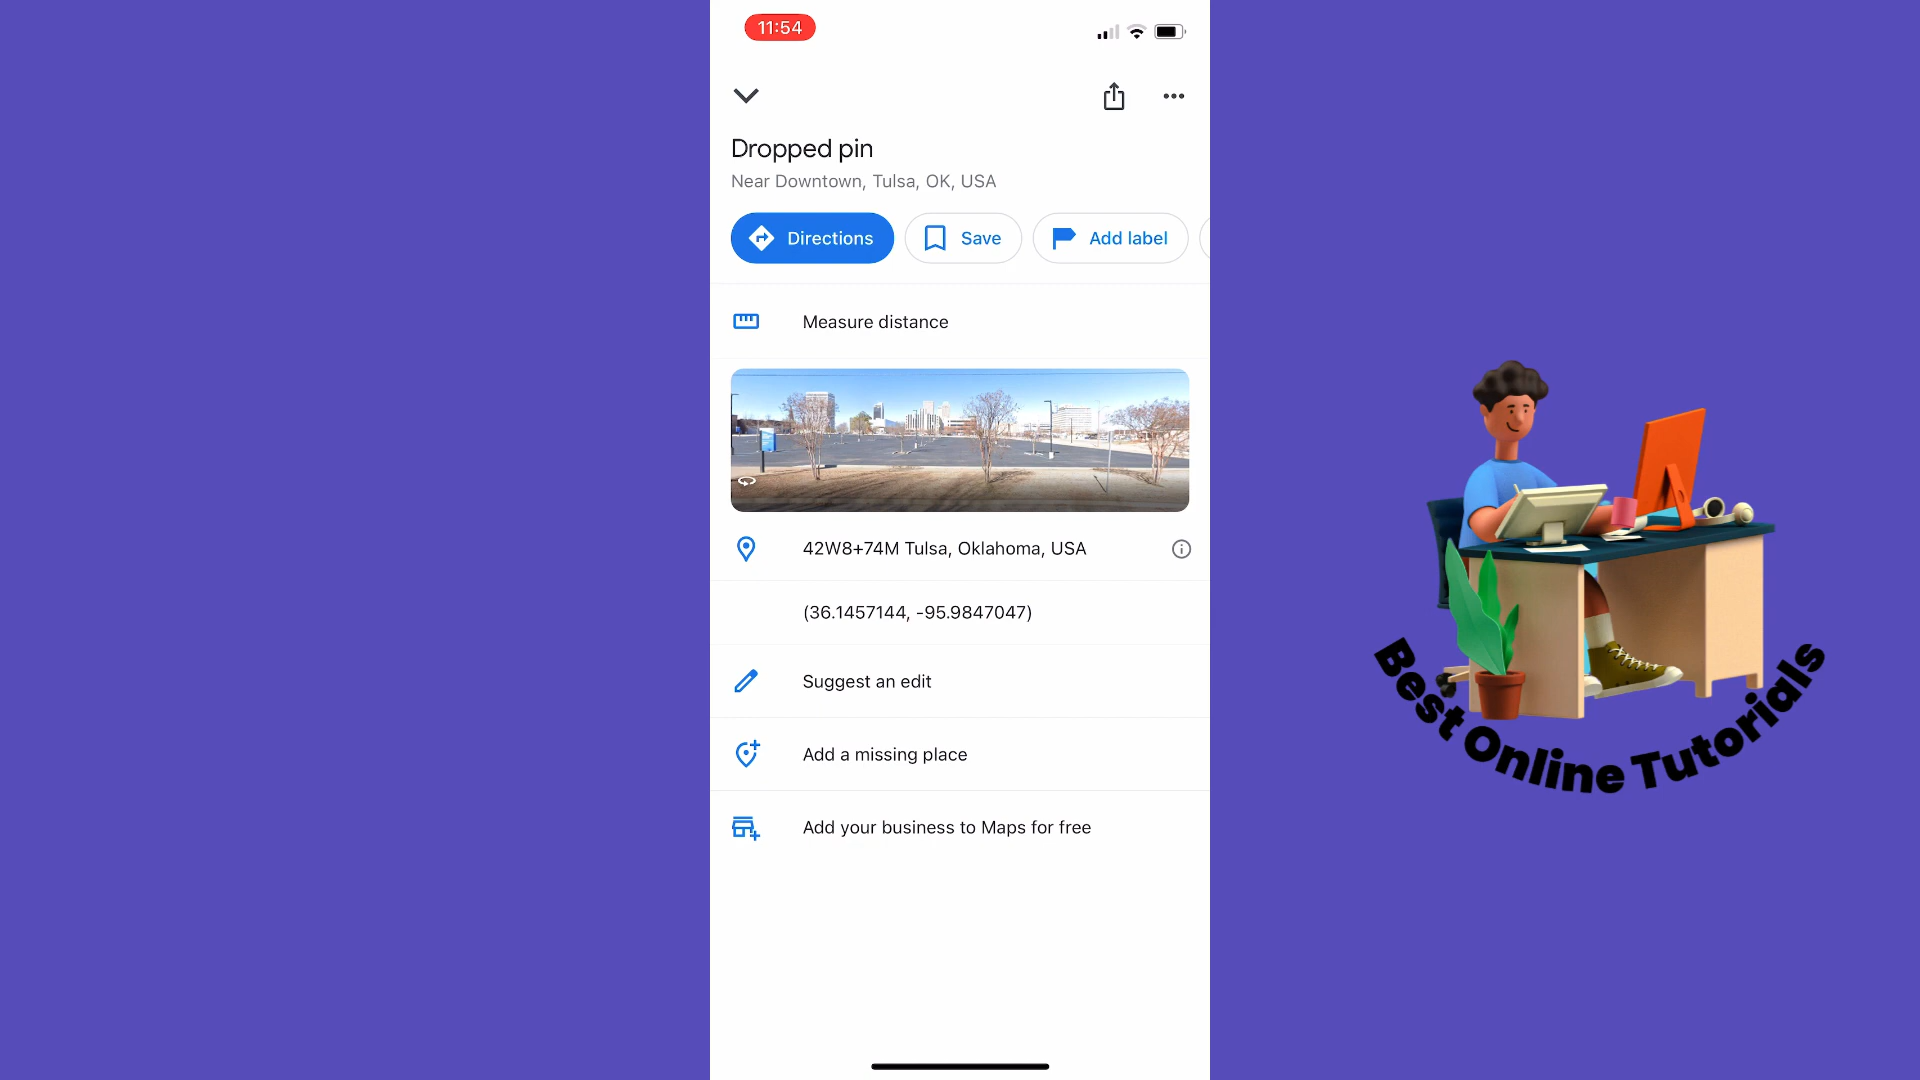 11:54
Dropped pin
Near Downtown, Tulsa, OK, USA
Directions
Save
Add label
Measure distance
42W8+74M Tulsa, Oklahoma, USA
(36.1457144, -95.9847047)
Suggest an edit
Add a missing place
Add your business to Maps for free
Best Online Tutorials